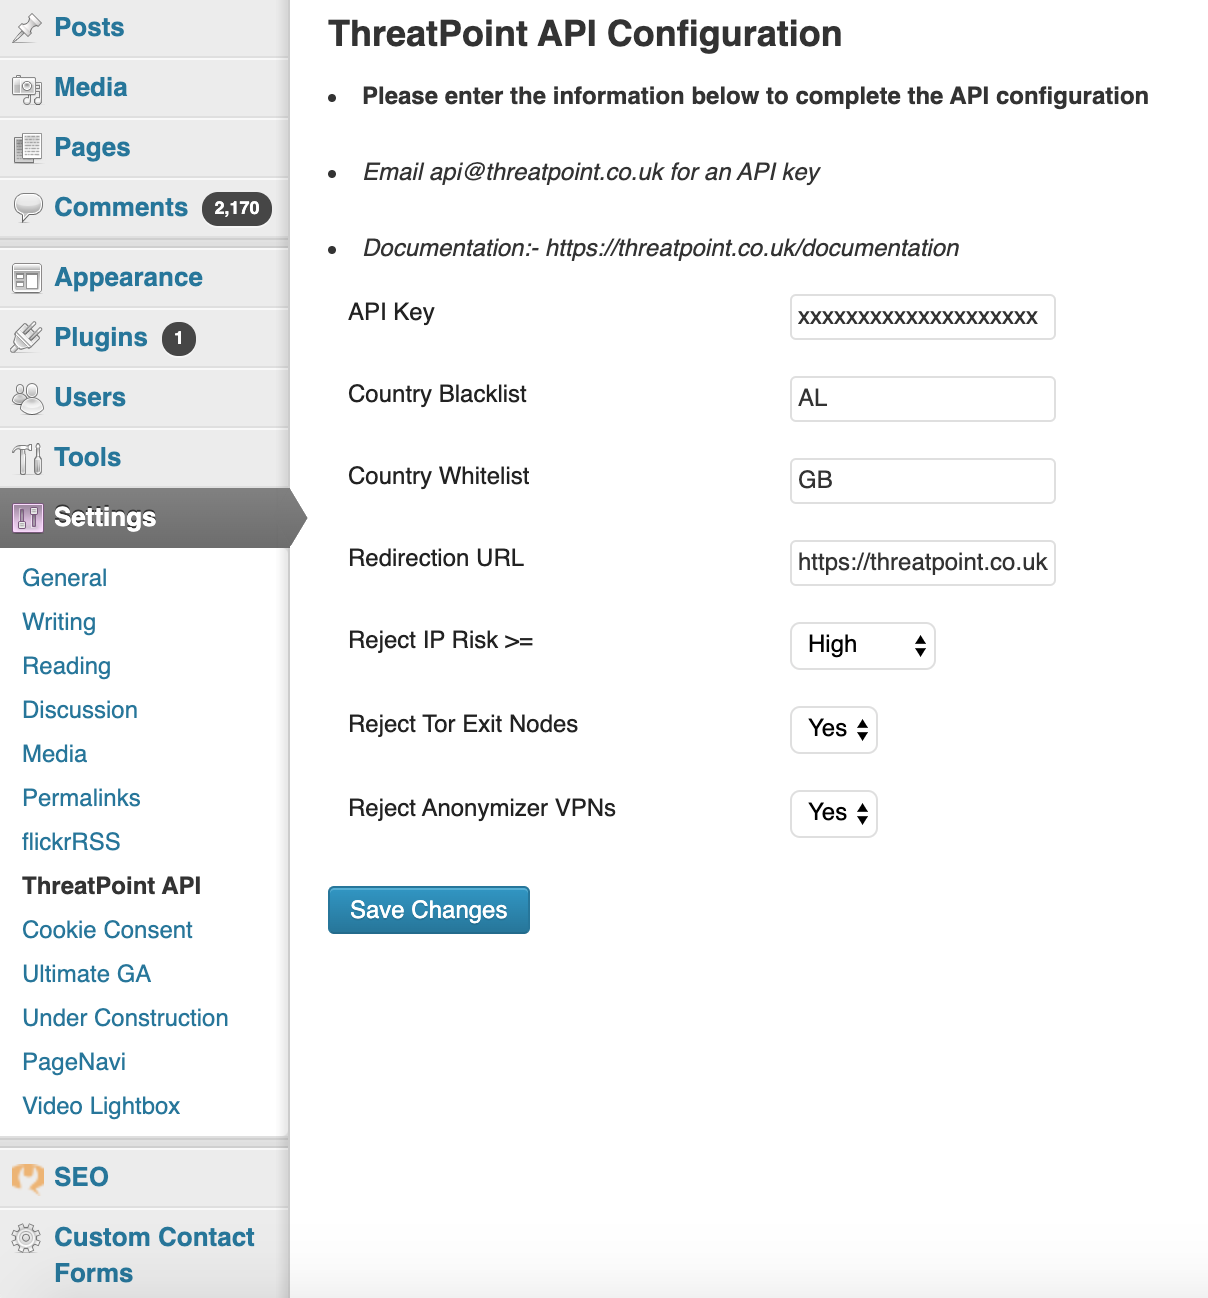 Posts
Media
Pages
Comments 2,170
Appearance
Plugins 1
Users
Tools
Settings
General
Writing
Reading
Discussion
Media
Permalinks
flickrRSS
ThreatPoint API
Cookie Consent
Ultimate GA
Under Construction
PageNavi
Video Lightbox
SEO
Custom Contact
Forms
ThreatPoint API Configuration
• Please enter the information below to complete the API configuration
• Email api@threatpoint.co.uk for an API key
• Documentation:- https://threatpoint.co.uk/documentation
API Key xxxxxxxxxxxxxxxxxxxx
Country Blacklist AL
Country Whitelist GB
Redirection URL https://threatpoint.co.uk
Reject IP Risk >= High
Reject Tor Exit Nodes Yes
Reject Anonymizer VPNs Yes
Save Changes